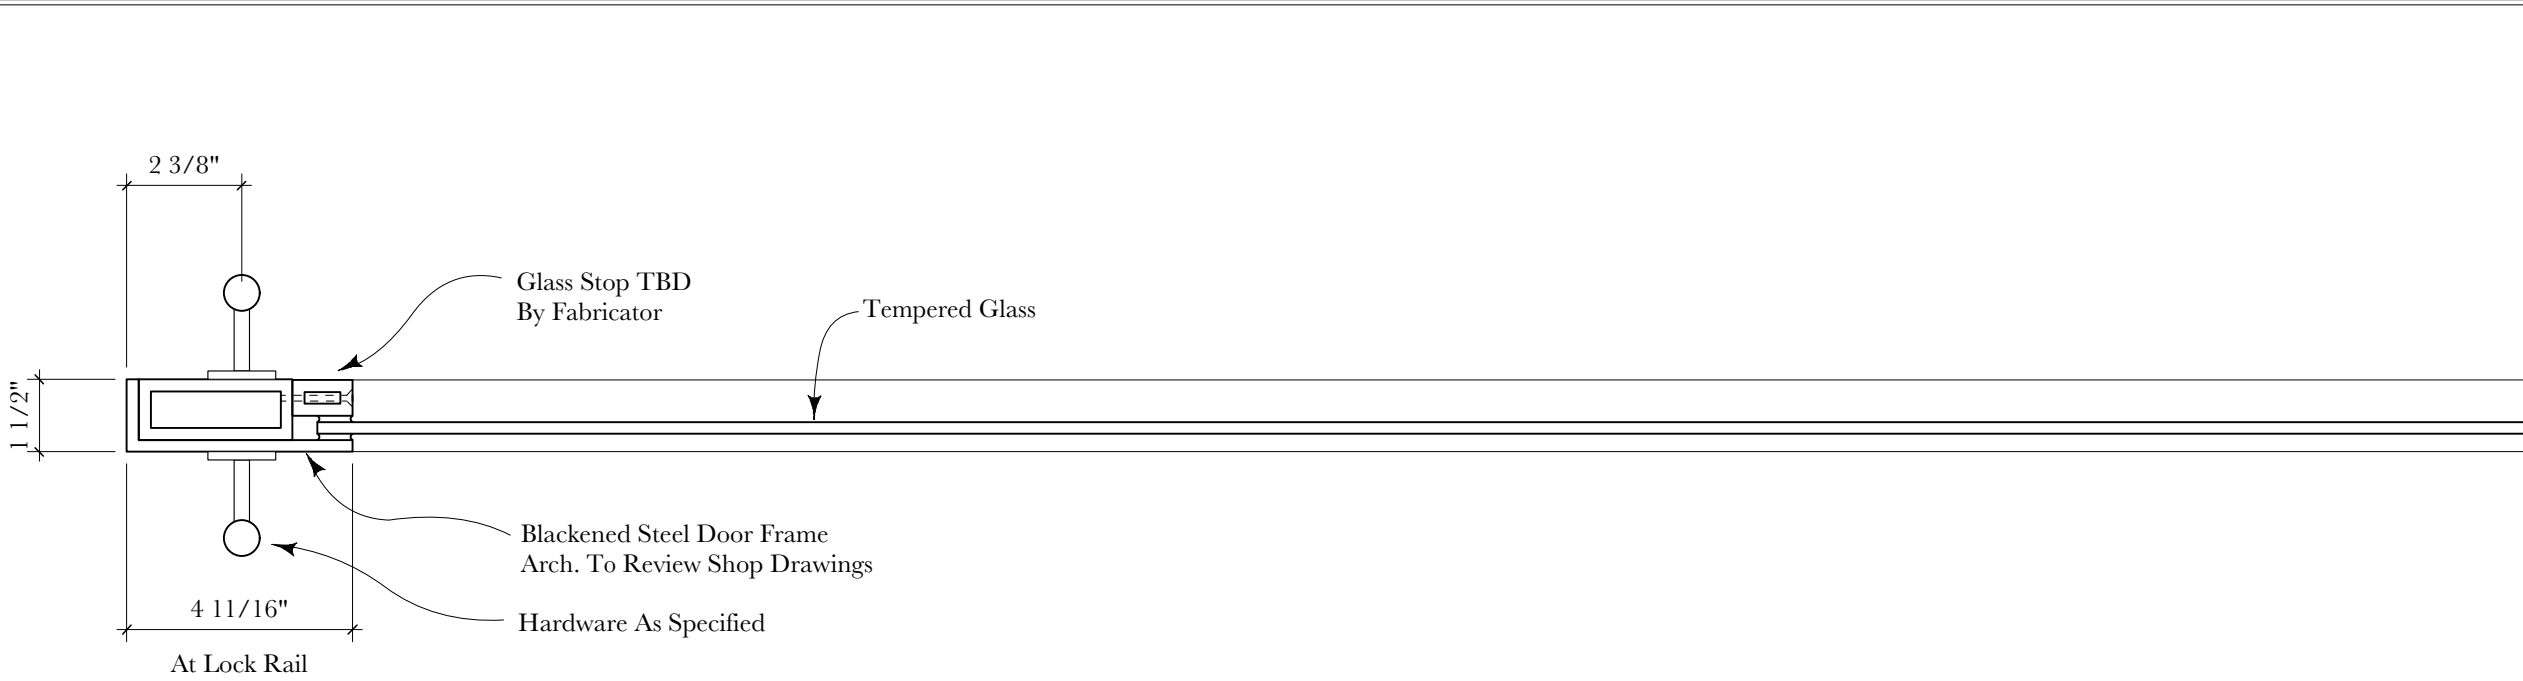 2 3/8"
Glass Stop TBD
By Fabricator
Tempered Glass
1 1/2"
Blackened Steel Door Frame
Arch. To Review Shop Drawings
4 11/16"
Hardware As Specified
At Lock Rail